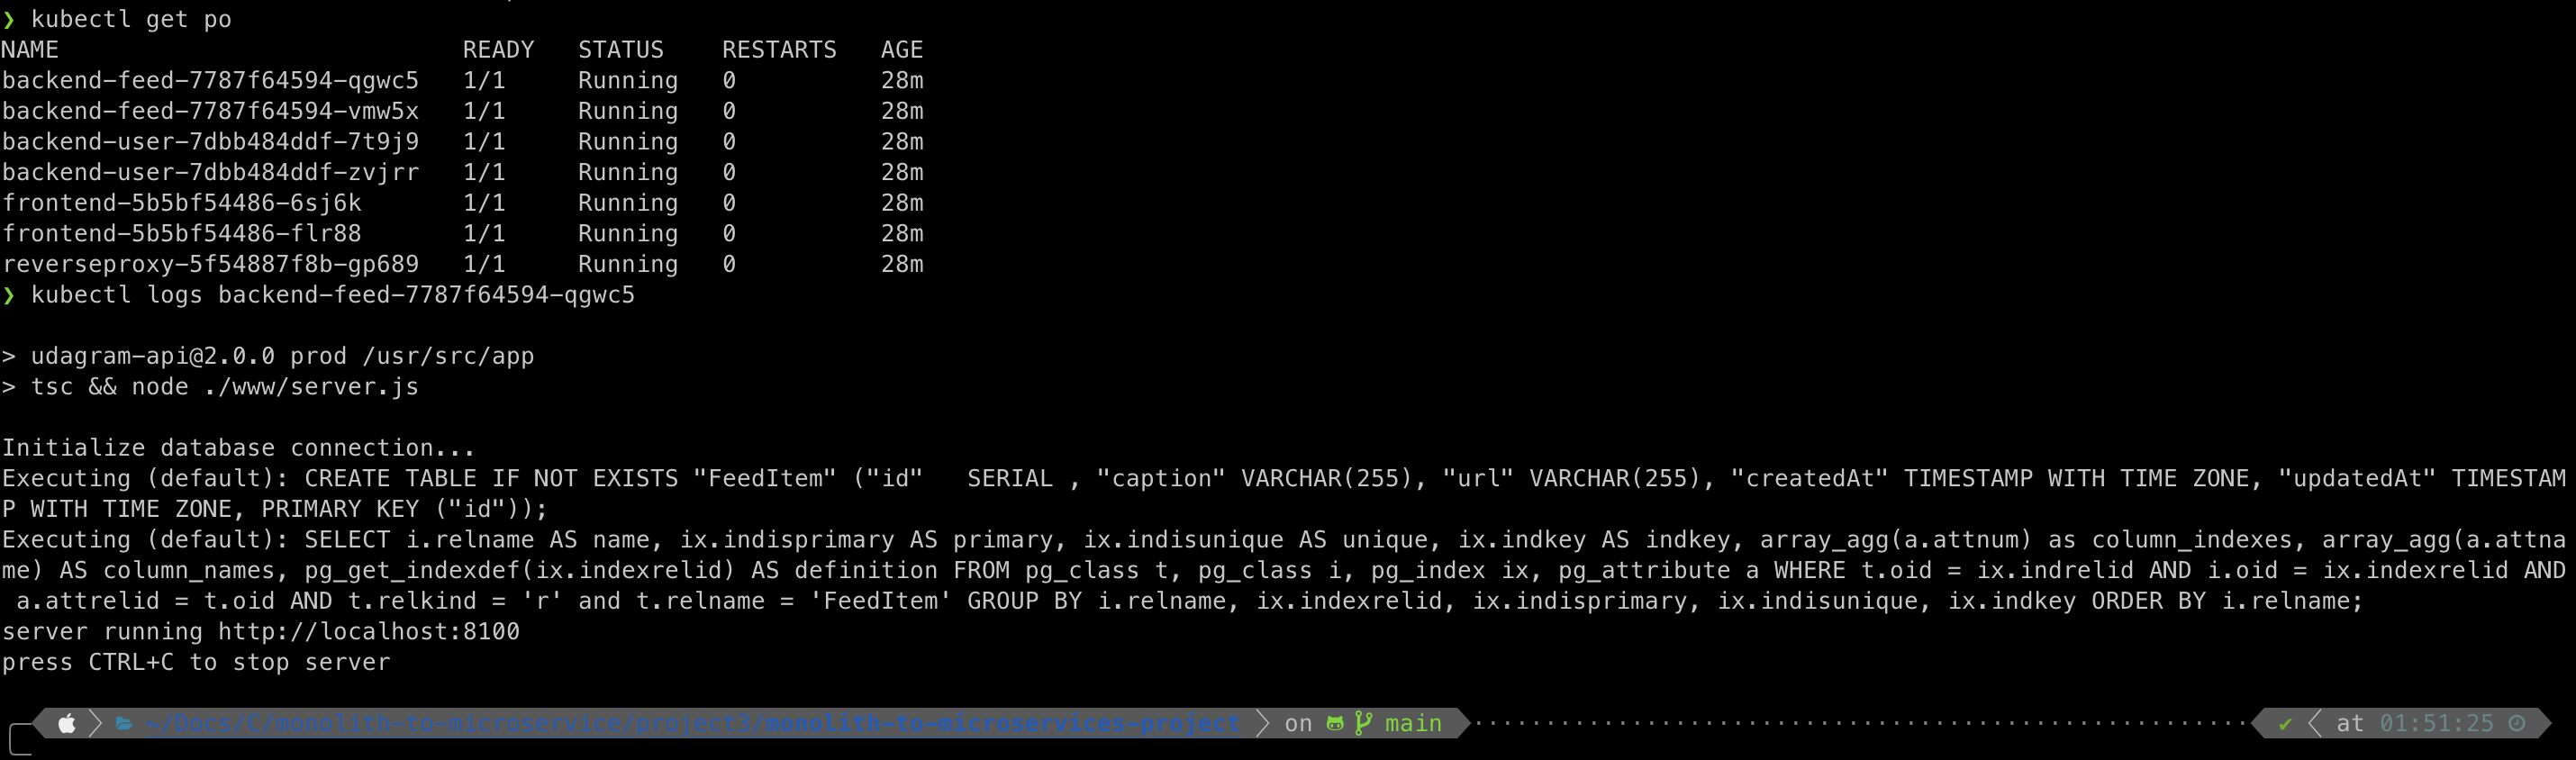 ❯ kubectl get po
NAME                            READY   STATUS    RESTARTS   AGE
backend-feed-7787f64594-qgwc5   1/1     Running   0          28m
backend-feed-7787f64594-vmw5x   1/1     Running   0          28m
backend-user-7dbb484ddf-7t9j9   1/1     Running   0          28m
backend-user-7dbb484ddf-zvjrr   1/1     Running   0          28m
frontend-5b5bf54486-6sj6k       1/1     Running   0          28m
frontend-5b5bf54486-flr88       1/1     Running   0          28m
reverseproxy-5f54887f8b-gp689   1/1     Running   0          28m
❯ kubectl logs backend-feed-7787f64594-qgwc5

> udagram-api@2.0.0 prod /usr/src/app
> tsc && node ./www/server.js

Initialize database connection...
Executing (default): CREATE TABLE IF NOT EXISTS "FeedItem" ("id"   SERIAL , "caption" VARCHAR(255), "url" VARCHAR(255), "createdAt" TIMESTAMP WITH TIME ZONE, "updatedAt" TIMESTAM
P WITH TIME ZONE, PRIMARY KEY ("id"));
Executing (default): SELECT i.relname AS name, ix.indisprimary AS primary, ix.indisunique AS unique, ix.indkey AS indkey, array_agg(a.attnum) as column_indexes, array_agg(a.attna
me) AS column_names, pg_get_indexdef(ix.indexrelid) AS definition FROM pg_class t, pg_class i, pg_index ix, pg_attribute a WHERE t.oid = ix.indrelid AND i.oid = ix.indexrelid AND
 a.attrelid = t.oid AND t.relkind = 'r' and t.relname = 'FeedItem' GROUP BY i.relname, ix.indexrelid, ix.indisprimary, ix.indisunique, ix.indkey ORDER BY i.relname;
server running http://localhost:8100
press CTRL+C to stop server

~/Docs/C/monolith-to-microservice/project3/monolith-to-microservices-project on main ✔ at 01:51:25